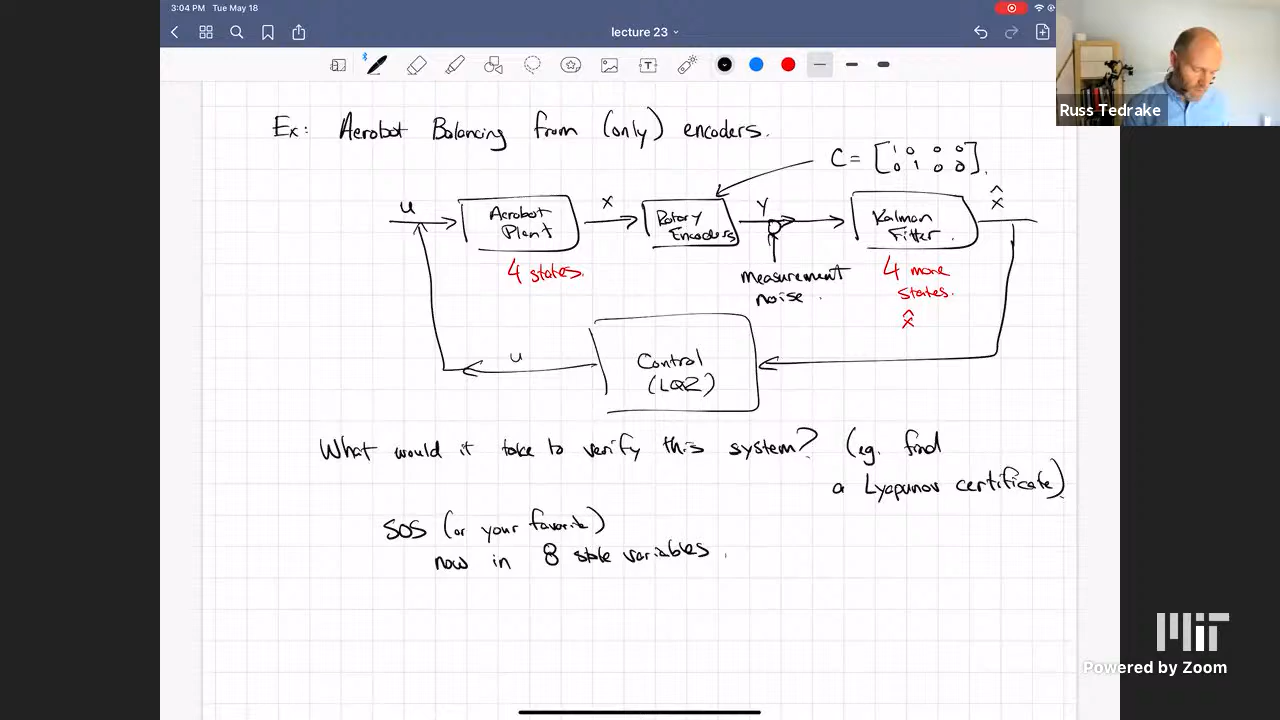 3:04 PM Tue May 18
lecture 23
Russ Tedrake
Ex: Acrobot Balancing from (only) encoders.
C = [1 0 0 0
0 1 0 0].
u
Acrobot
Plant
x
Rotary
Encoders
y
Kalman
Filter.
x̂
4 states.
measurement
noise.
4 more
states.
x̂
Control
(LQR)
u
What would it take to verify this system? (eg. find
a Lyapunov certificate)
SOS (or your favorite)
now in 8 state variables.
MIT
Powered by Zoom